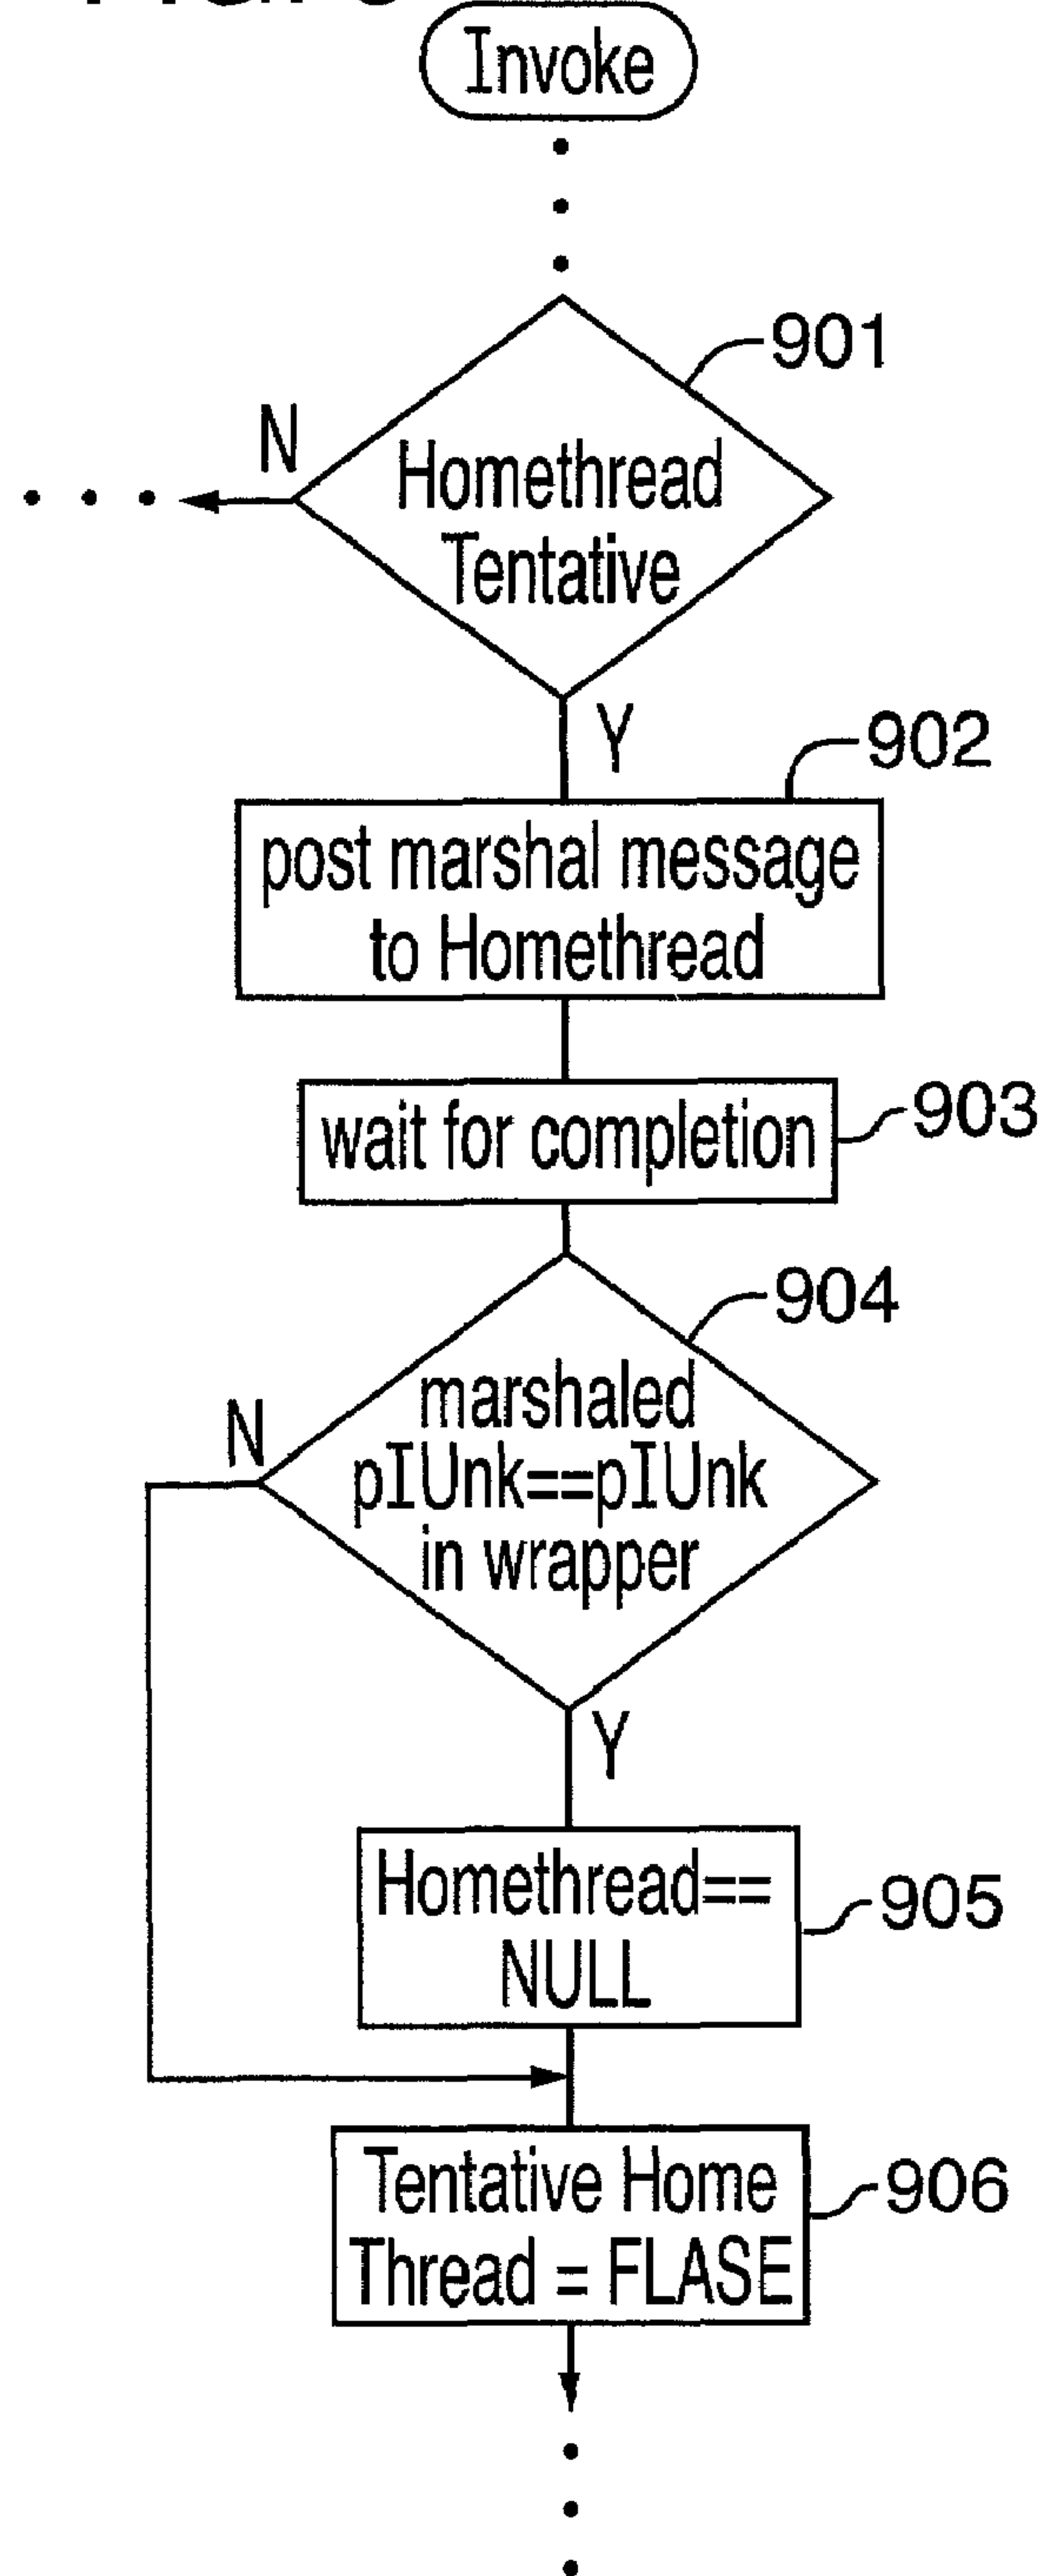 Invoke
901
N
Homethread
Tentative
Y
902
post marshal message
to Homethread
wait for completion
903
904
N
marshaled
pIUnk==pIUnk
in wrapper
Y
Homethread==
NULL
905
Tentative Home
Thread = FLASE
906